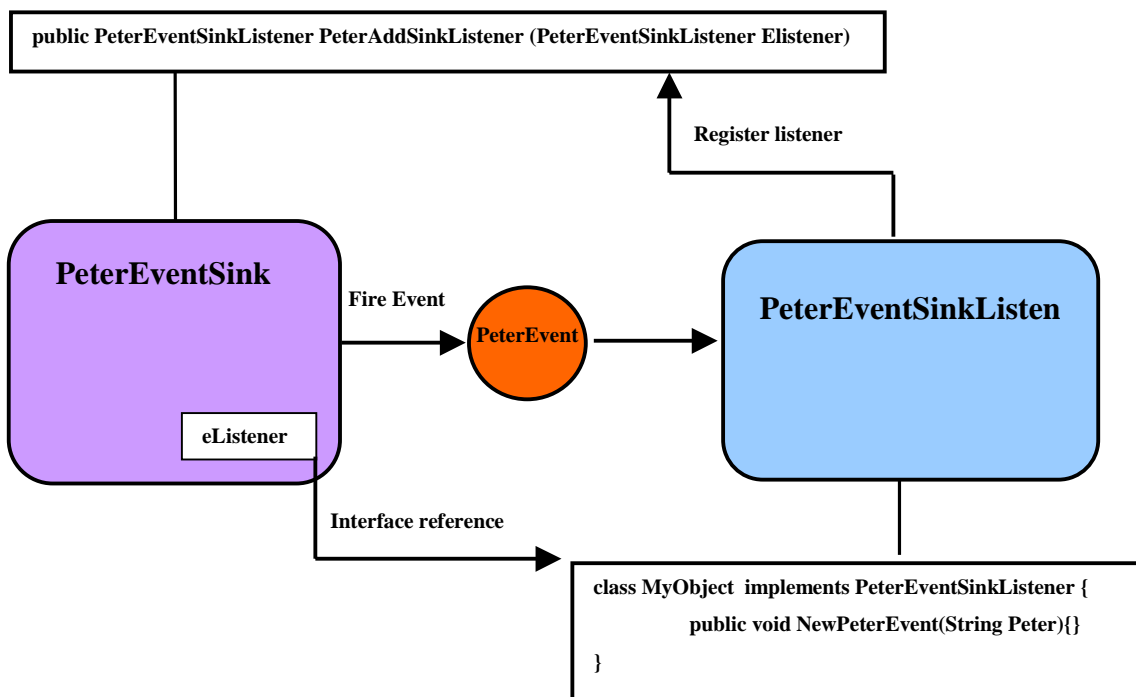 public PeterEventSinkListener PeterAddSinkListener (PeterEventSinkListener Elistener)
Register listener
PeterEventSink
Fire Event
PeterEvent
PeterEventSinkListen
eListener
Interface reference
class MyObject implements PeterEventSinkListener {
public void NewPeterEvent(String Peter){}
}